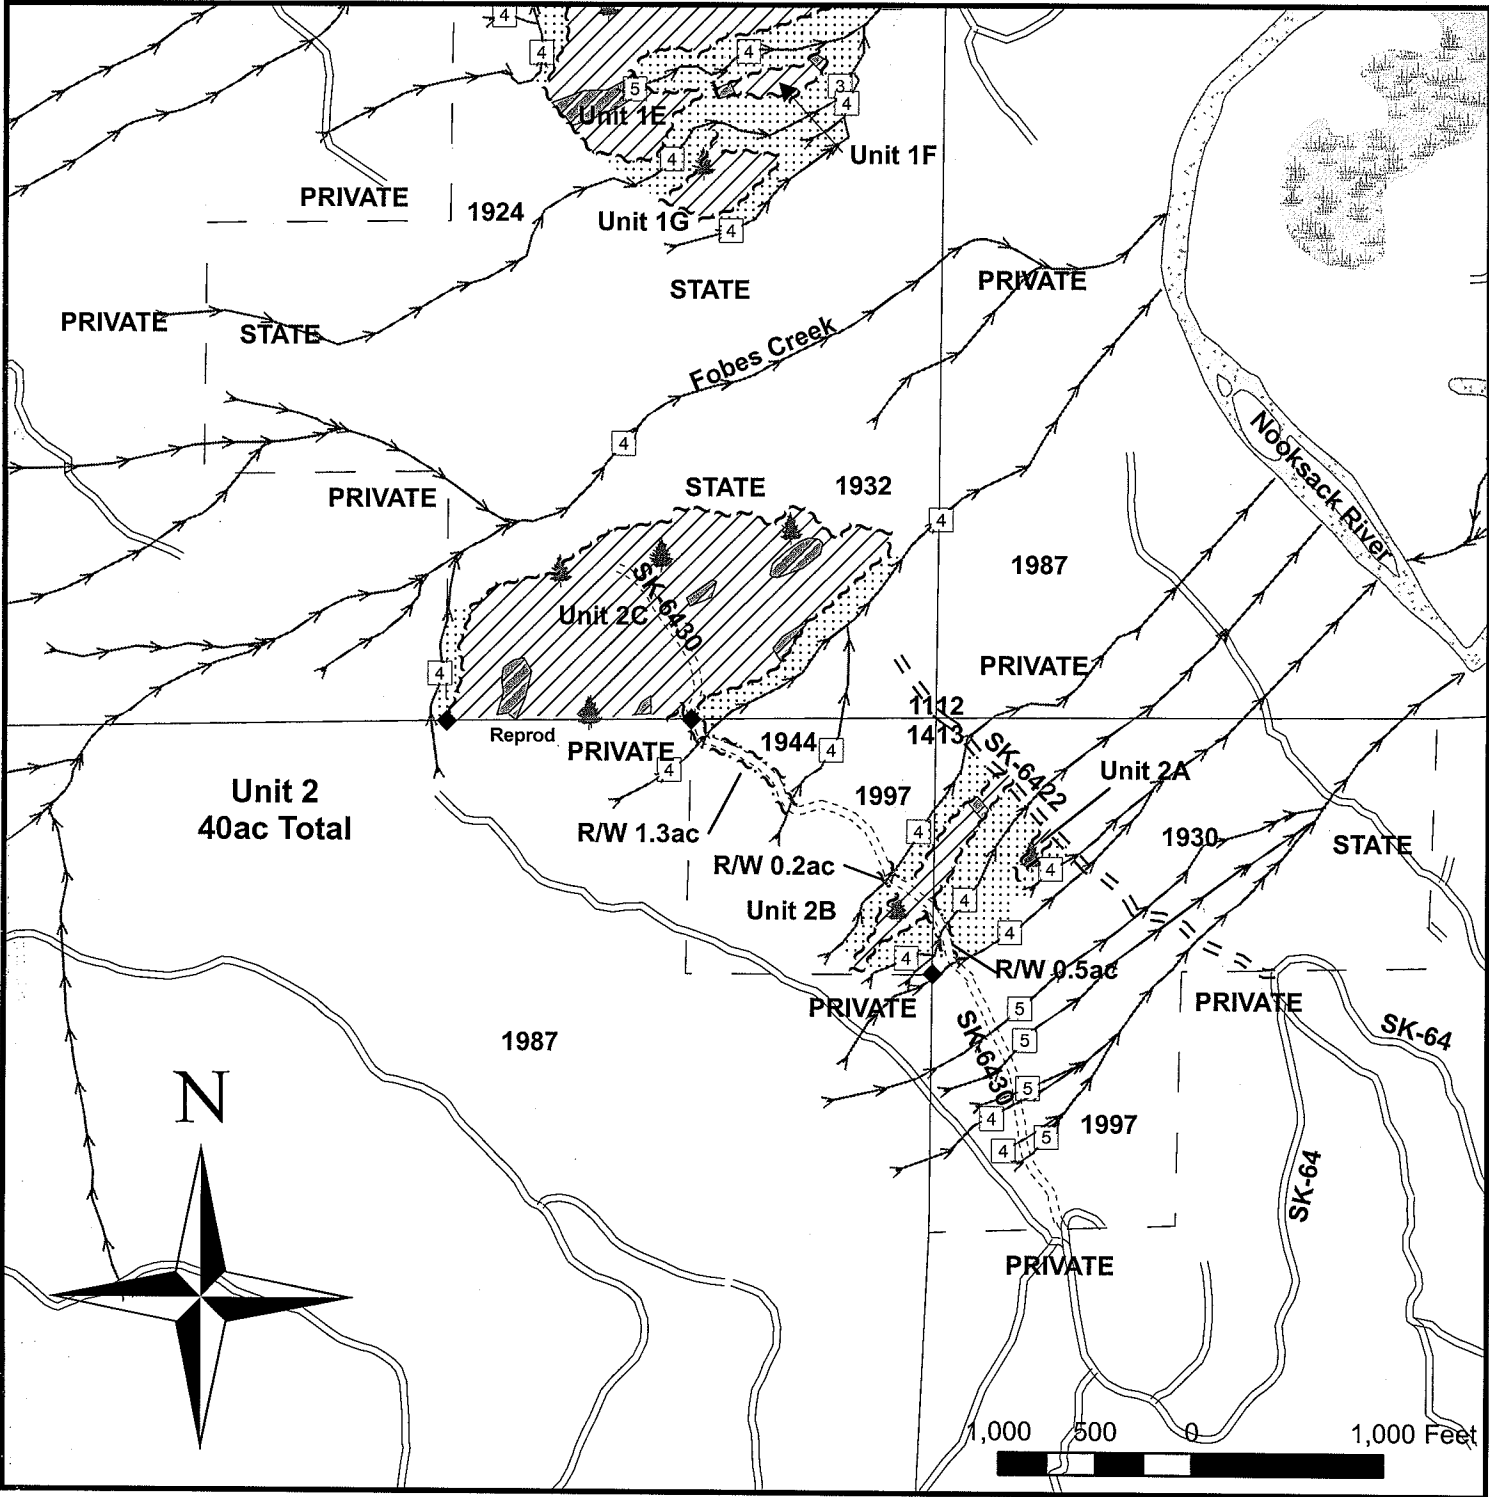 4
4
4
5
3
4
Unit 1E
Unit 1F
4
PRIVATE
1924
Unit 1G
4
STATE
PRIVATE
PRIVATE
STATE
Fobes Creek
4
Nooksack River
PRIVATE
STATE
1932
4
1987
SK-6430
Unit 2C
PRIVATE
4
1112
1413
Reprod
PRIVATE
1944
4
SK-6422
Unit 2A
4
Unit 2
40ac Total
1997
R/W 1.3ac
4
1930
STATE
R/W 0.2ac
4
Unit 2B
4
4
4
R/W 0.5ac
PRIVATE
PRIVATE
5
SK-64
1987
SK-6430
5
N
5
4
1997
5
4
SK-64
PRIVATE
1,000 500 0 1,000 Feet